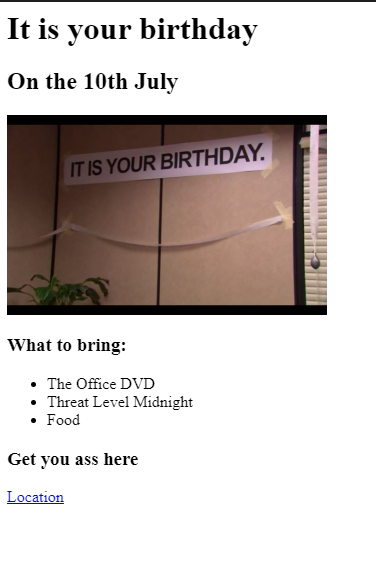 It is your birthday
On the 10th July
IT IS YOUR BIRTHDAY.
What to bring:
The Office DVD
Threat Level Midnight
Food
Get you ass here
Location